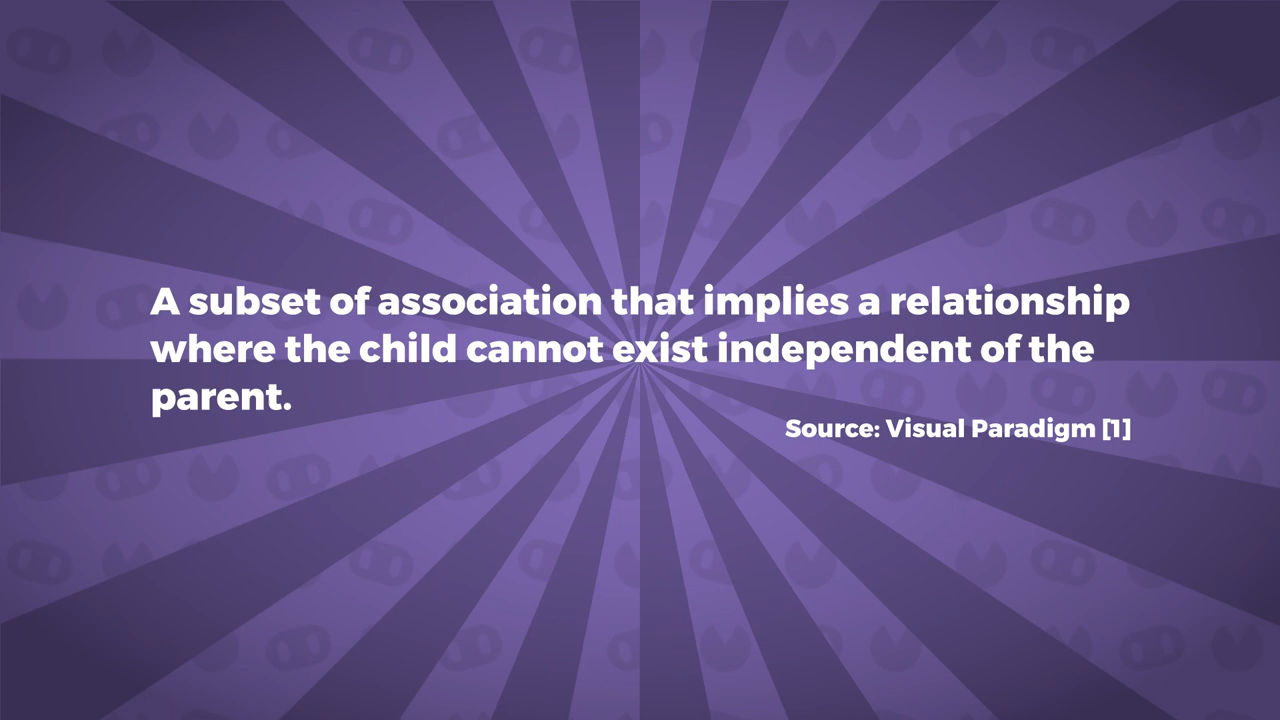 A subset of association that implies a relationship
where the child cannot exist independent of the
parent.
Source: Visual Paradigm [1]